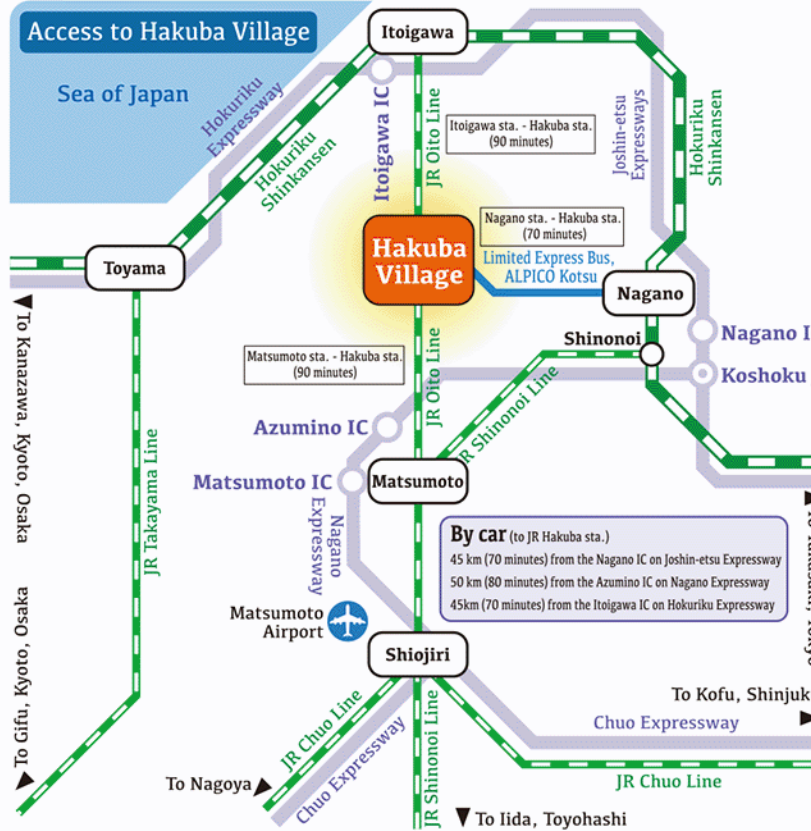 Access to Hakuba Village
Itoigawa
Sea of Japan
Hokuriku
Expressway
Itoigawa IC
Hokuriku
Shinkansen
JR Oito Line
Itoigawa sta. - Hakuba sta.
(90 minutes)
Joshin-etsu
Expressways
Hokuriku
Shinkansen
Toyama
Hakuba
Village
Nagano sta. - Hakuba sta.
(70 minutes)
Limited Express Bus,
ALPICO Kotsu
Nagano
Shinonoi
Nagano I
Koshoku
To Kanazawa, Kyoto, Osaka
Matsumoto sta. - Hakuba sta.
(90 minutes)
JR Oito Line
JR Shinonoi Line
Azumino IC
Matsumoto IC
Matsumoto
JR Takayama Line
Nagano
Expressway
By car (to JR Hakuba sta.)
45 km (70 minutes) from the Nagano IC on Joshin-etsu Expressway
50 km (80 minutes) from the Azumino IC on Nagano Expressway
45km (70 minutes) from the Itoigawa IC on Hokuriku Expressway
Matsumoto
Airport
Shiojiri
To Gifu, Kyoto, Osaka
To Kofu, Shinjuk
Chuo Expressway
JR Chuo Line
To Nagoya
JR Chuo Line
Chuo Expressway
JR Shinonoi Line
To Iida, Toyohashi